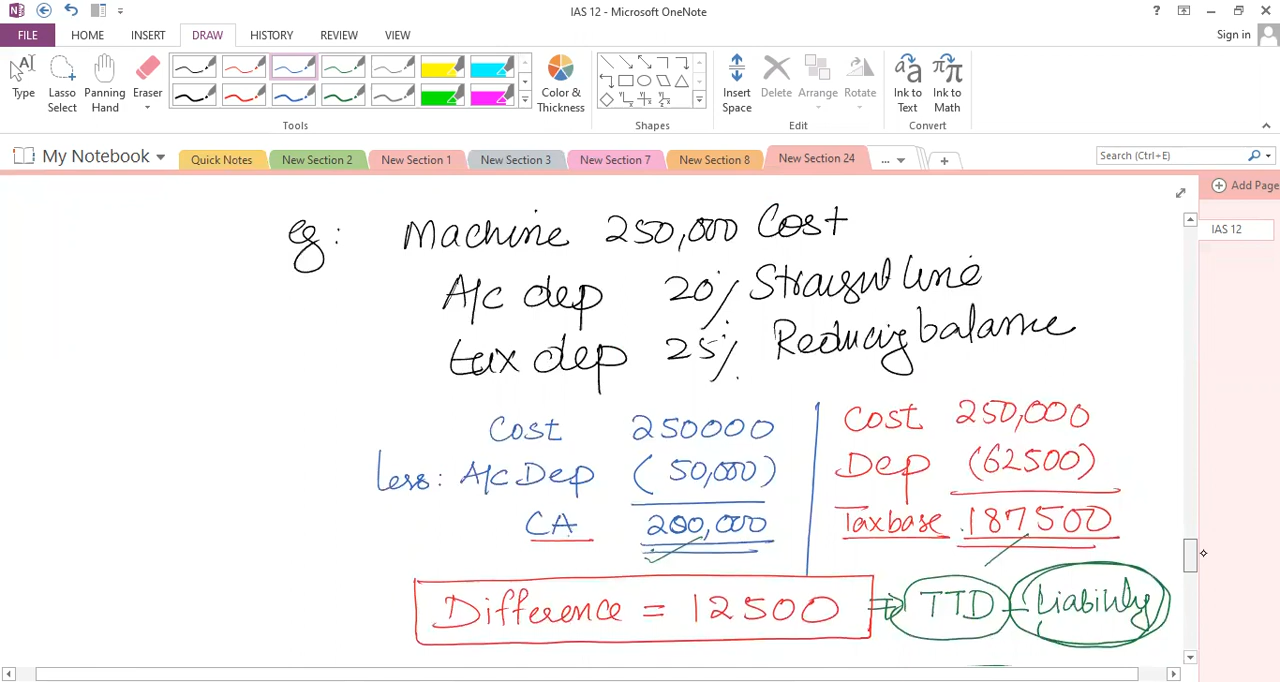 IAS 12 - Microsoft OneNote
FILE HOME INSERT DRAW HISTORY REVIEW VIEW
Sign in
Type
Lasso Select
Panning Hand
Eraser
Color & Thickness
Insert Space
Delete
Arrange
Rotate
Ink to Text
Ink to Math
Tools
Shapes
Edit
Convert
My Notebook
Quick Notes New Section 2 New Section 1 New Section 3 New Section 7 New Section 8 New Section 24 ...
Search (Ctrl+E)
Add Page
IAS 12
eg: Machine 250,000 Cost
A/c dep 20% Straight line
tax dep 25% Reducing balance
Cost 250000
less: A/c Dep (50,000)
CA 200,000
Cost 250,000
Dep (62500)
Tax base 187500
Difference = 12500 ⇒ TTD - Liability